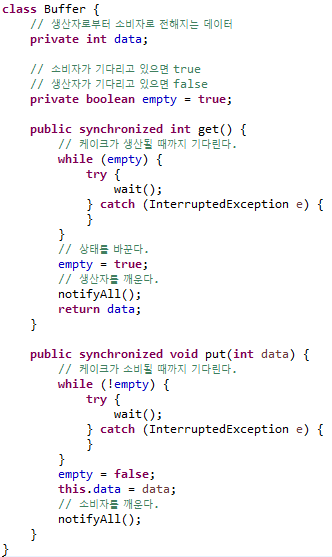 class Buffer {
    // 생산자로부터 소비자로 전해지는 데이터
    private int data;

    // 소비자가 기다리고 있으면 true
    // 생산자가 기다리고 있으면 false
    private boolean empty = true;

    public synchronized int get() {
        // 케이크가 생산될 때까지 기다린다.
        while (empty) {
            try {
                wait();
            } catch (InterruptedException e) {
            }
        }
        // 상태를 바꾼다.
        empty = true;
        // 생산자를 깨운다.
        notifyAll();
        return data;
    }

    public synchronized void put(int data) {
        // 케이크가 소비될 때까지 기다린다.
        while (!empty) {
            try {
                wait();
            } catch (InterruptedException e) {
            }
        }
        empty = false;
        this.data = data;
        // 소비자를 깨운다.
        notifyAll();
    }
}